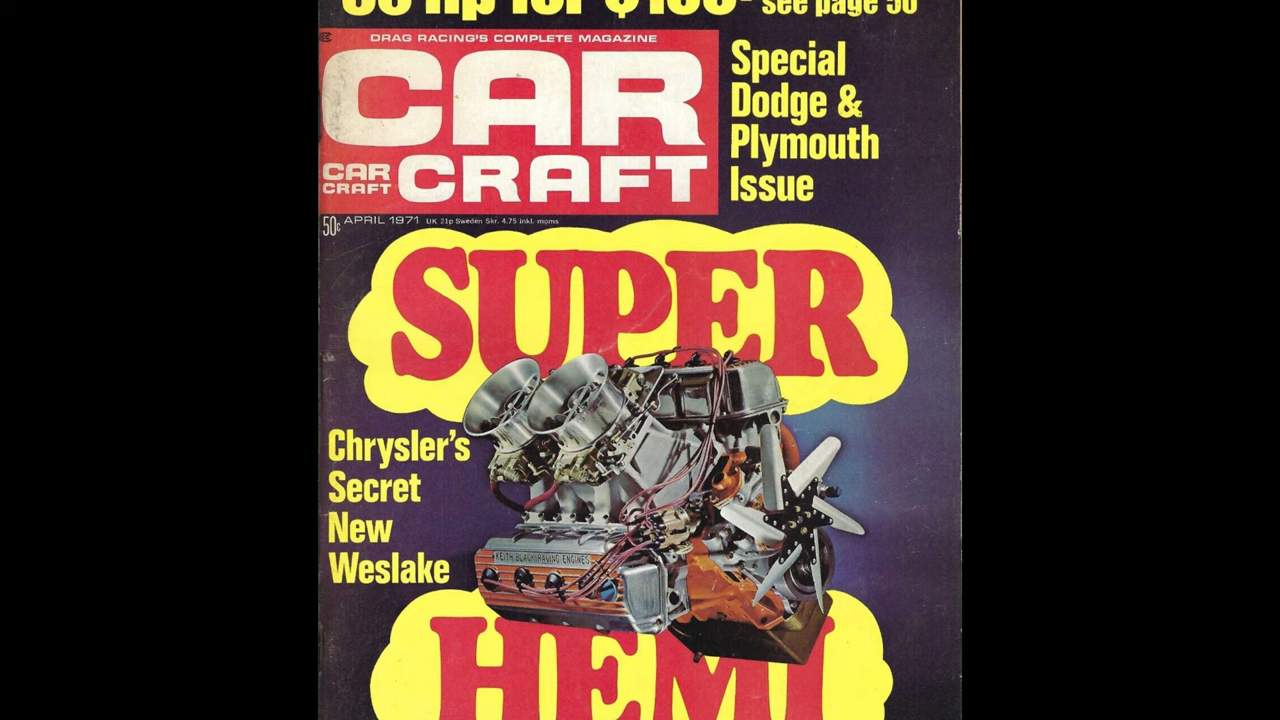 see page 50
DRAG RACING'S COMPLETE MAGAZINE
CAR
CRAFT
CAR
CRAFT
50¢ APRIL 1971 UK 21p Sweden Skr. 4.75 inkl. moms
Special
Dodge &
Plymouth
Issue
SUPER
Chrysler's
Secret
New
Weslake
KEITH BLACK RACING ENGINES
HEMI